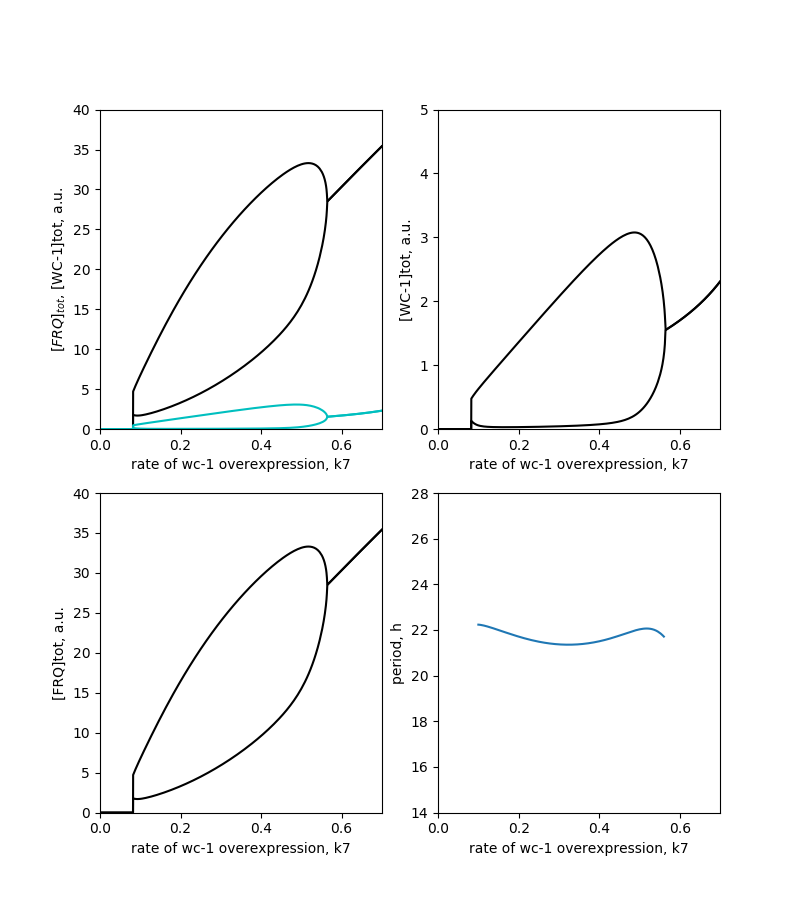 40
35
30
25
20
15
10
5
0
[FRQ]tot, [WC-1]tot, a.u.
0.0 0.2 0.4 0.6
rate of wc-1 overexpression, k7
5
4
3
2
1
0
[WC-1]tot, a.u.
0.0 0.2 0.4 0.6
rate of wc-1 overexpression, k7
40
35
30
25
20
15
10
5
0
[FRQ]tot, a.u.
0.0 0.2 0.4 0.6
rate of wc-1 overexpression, k7
28
26
24
22
20
18
16
14
period, h
0.0 0.2 0.4 0.6
rate of wc-1 overexpression, k7